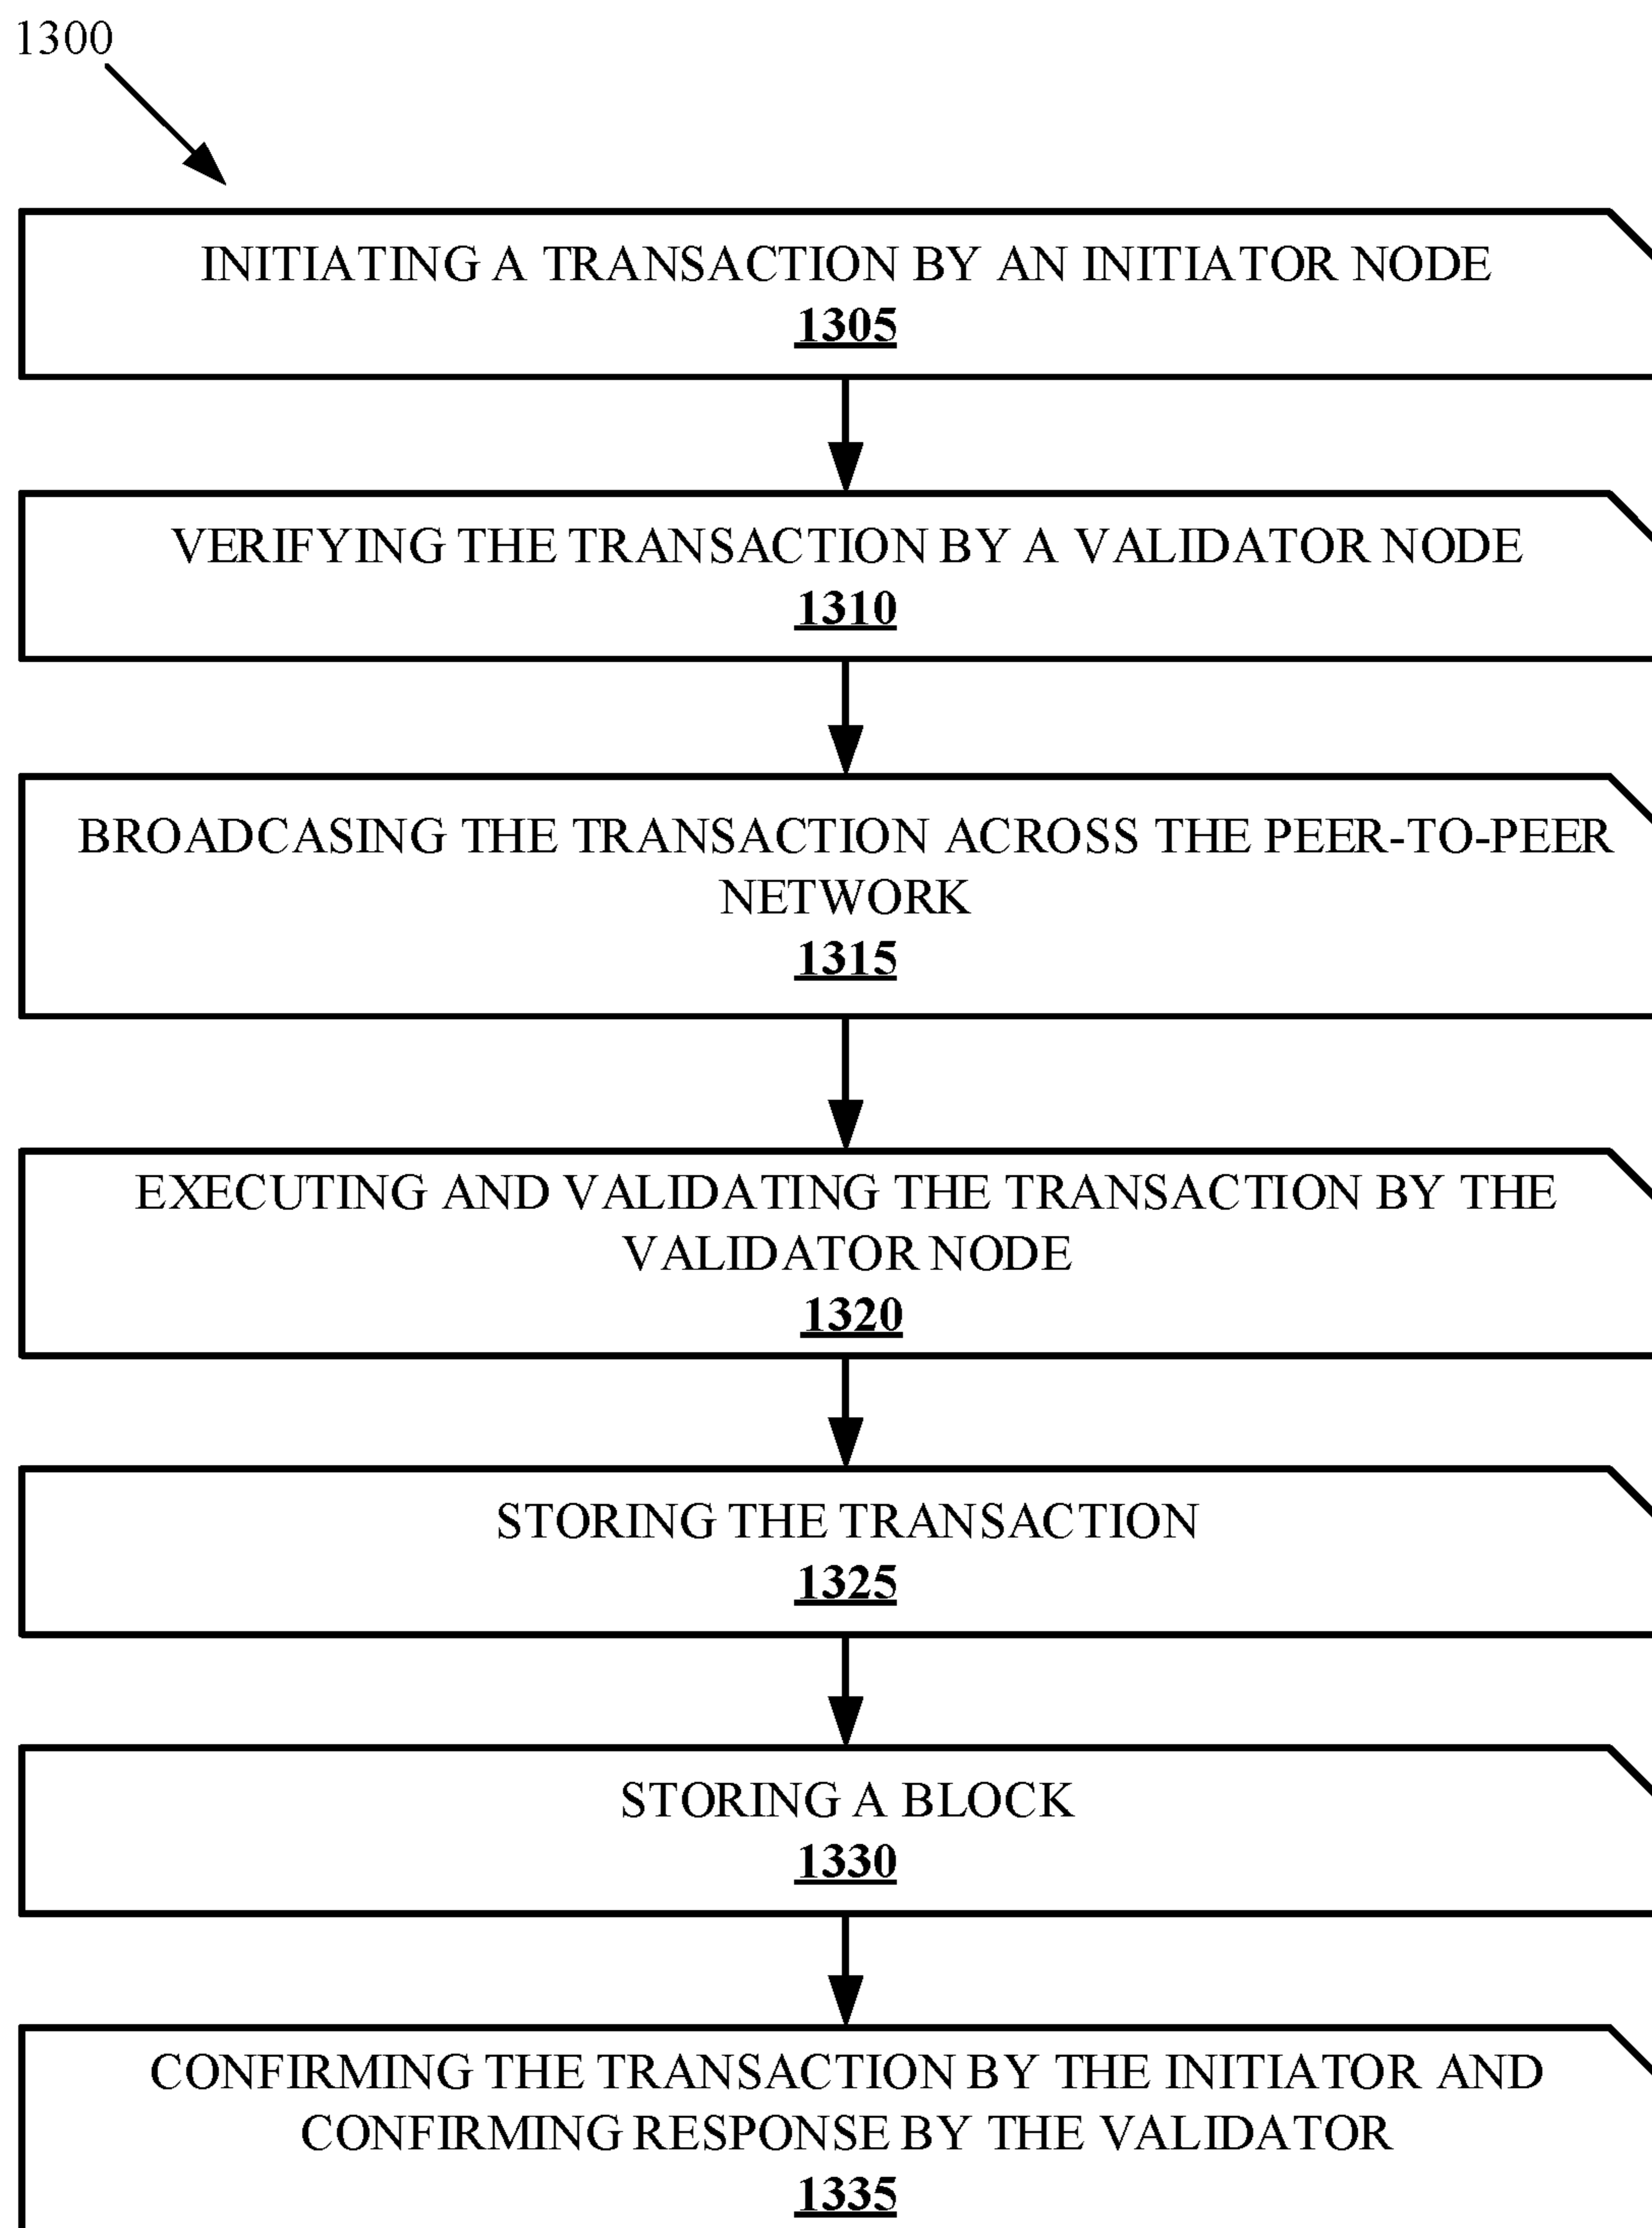 1300
INITIATING A TRANSACTION BY AN INITIATOR NODE
1305
VERIFYING THE TRANSACTION BY A VALIDATOR NODE
1310
BROADCASING THE TRANSACTION ACROSS THE PEER-TO-PEER
NETWORK
1315
EXECUTING AND VALIDATING THE TRANSACTION BY THE
VALIDATOR NODE
1320
STORING THE TRANSACTION
1325
STORING A BLOCK
1330
CONFIRMING THE TRANSACTION BY THE INITIATOR AND
CONFIRMING RESPONSE BY THE VALIDATOR
1335